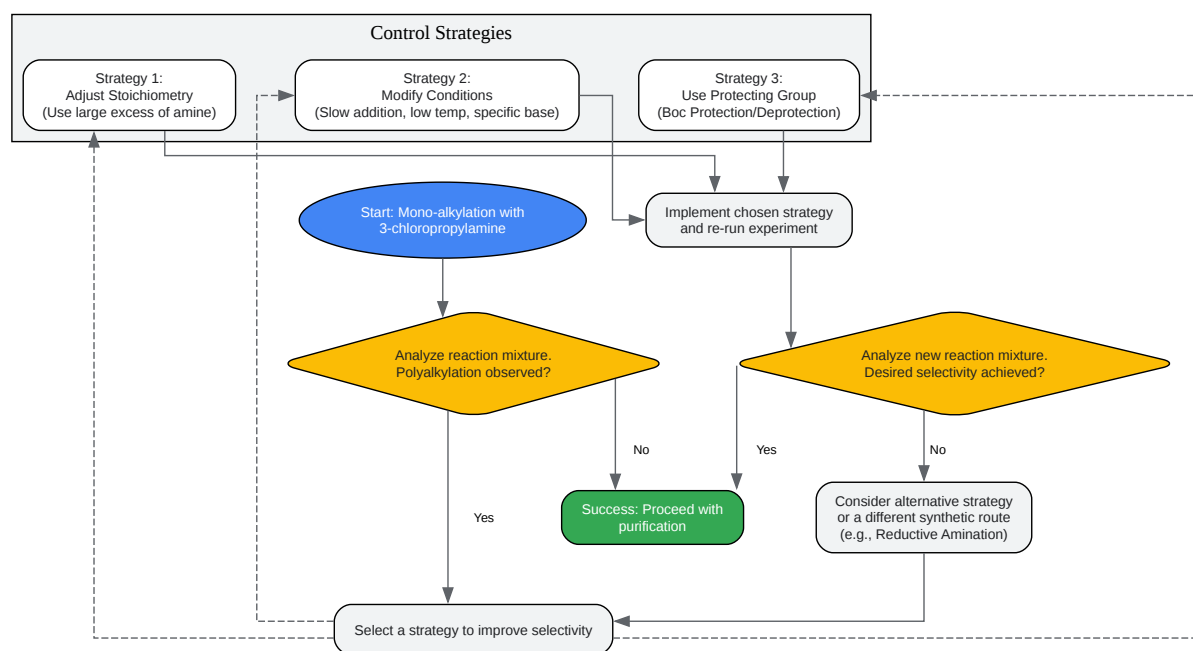 Control Strategies
Strategy 1:
Adjust Stoichiometry
(Use large excess of amine)
Strategy 2:
Modify Conditions
(Slow addition, low temp, specific base)
Strategy 3:
Use Protecting Group
(Boc Protection/Deprotection)
Start: Mono-alkylation with
3-chloropropylamine
Implement chosen strategy
and re-run experiment
Analyze reaction mixture.
Polyalkylation observed?
Analyze new reaction mixture.
Desired selectivity achieved?
No
Yes
No
Success: Proceed with
purification
Consider alternative strategy
or a different synthetic route
(e.g., Reductive Amination)
Yes
Select a strategy to improve selectivity